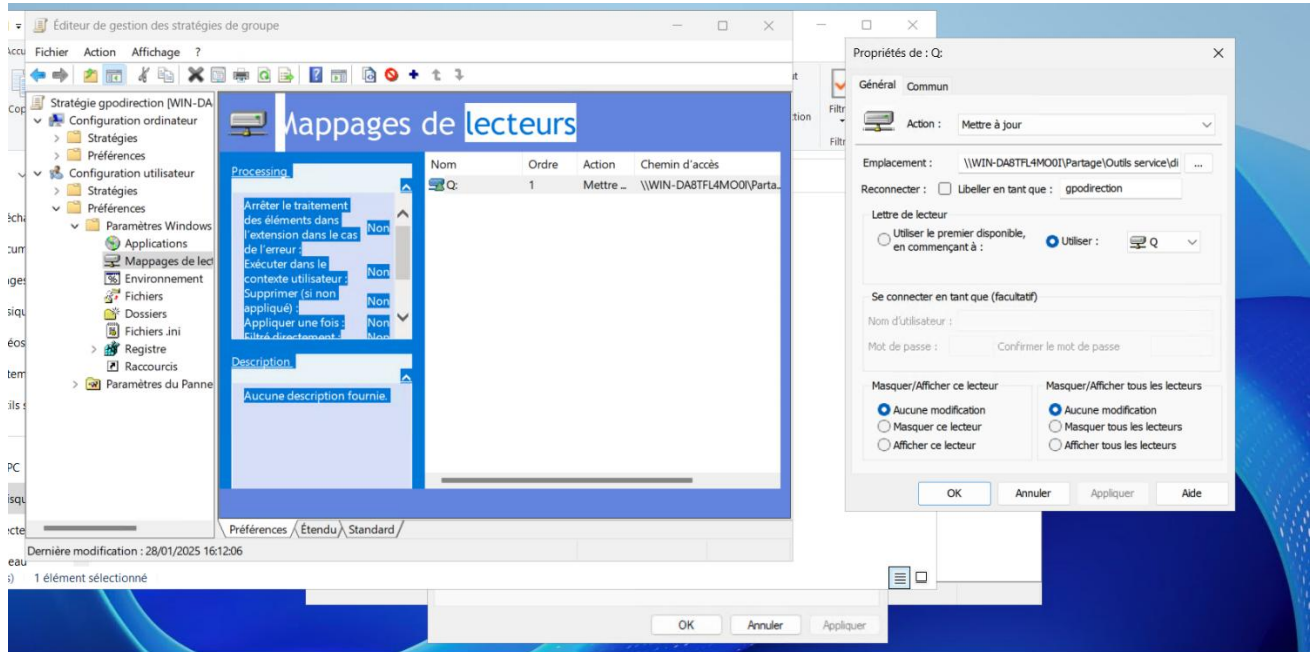 Éditeur de gestion des stratégies de groupe
Fichier Action Affichage ?
Stratégie gpodirection [WIN-DA
Configuration ordinateur
Stratégies
Préférences
Configuration utilisateur
Stratégies
Préférences
Paramètres Windows
Applications
Mappages de lect
Environnement
Fichiers
Dossiers
Fichiers .ini
Registre
Raccourcis
Paramètres du Panne
Mappages de lecteurs
Processing
Arrêter le traitement
des éléments dans
l'extension dans le cas Non
de l'erreur :
Exécuter dans le
contexte utilisateur : Non
Supprimer (si non
appliqué) : Non
Appliquer une fois : Non
Filtré directement : Non
Description
Aucune description fournie.
Nom Ordre Action Chemin d'accès
Q: 1 Mettre ... \\WIN-DA8TFL4MO0I\Parta...
Préférences Étendu Standard
Dernière modification : 28/01/2025 16:12:06
1 élément sélectionné
OK Annuler Appliquer
Propriétés de : Q:
Général Commun
Action : Mettre à jour
Emplacement : \\WIN-DA8TFL4MO0I\Partage\Outils service\di ...
Reconnecter : Libeller en tant que : gpodirection
Lettre de lecteur
Utiliser le premier disponible,
en commençant à :
Utiliser : Q
Se connecter en tant que (facultatif)
Nom d'utilisateur :
Mot de passe : Confirmer le mot de passe
Masquer/Afficher ce lecteur
Aucune modification
Masquer ce lecteur
Afficher ce lecteur
Masquer/Afficher tous les lecteurs
Aucune modification
Masquer tous les lecteurs
Afficher tous les lecteurs
OK Annuler Appliquer Aide